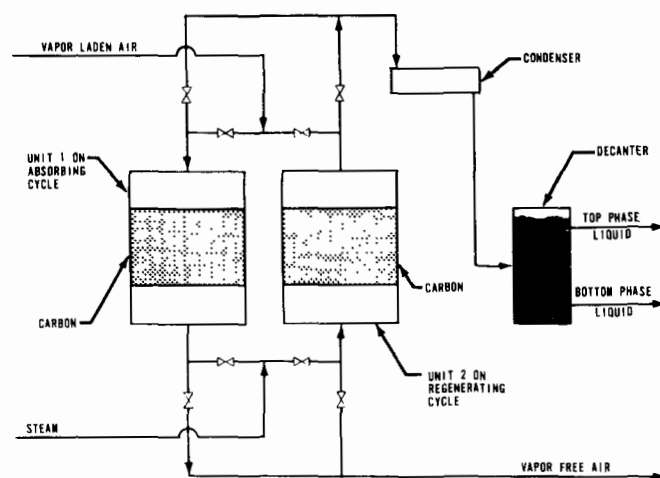 VAPOR LADEN AIR
CONDENSER
UNIT 1 ON
ABSORBING
CYCLE
DECANTER
TOP PHASE
LIQUID
BOTTOM PHASE
LIQUID
CARBON
CARBON
UNIT 2 ON
REGENERATING
CYCLE
STEAM
VAPOR FREE AIR